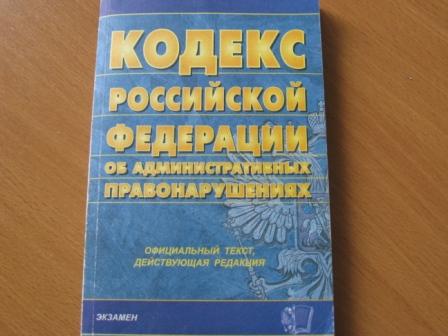 КОДЕКС
РОССИЙСКОЙ
ФЕДЕРАЦИИ
ОБ АДМИНИСТРАТИВНЫХ
ПРАВОНАРУШЕНИЯХ
ОФИЦИАЛЬНЫЙ ТЕКСТ,
ДЕЙСТВУЮЩАЯ РЕДАКЦИЯ
ЭКЗАМЕН